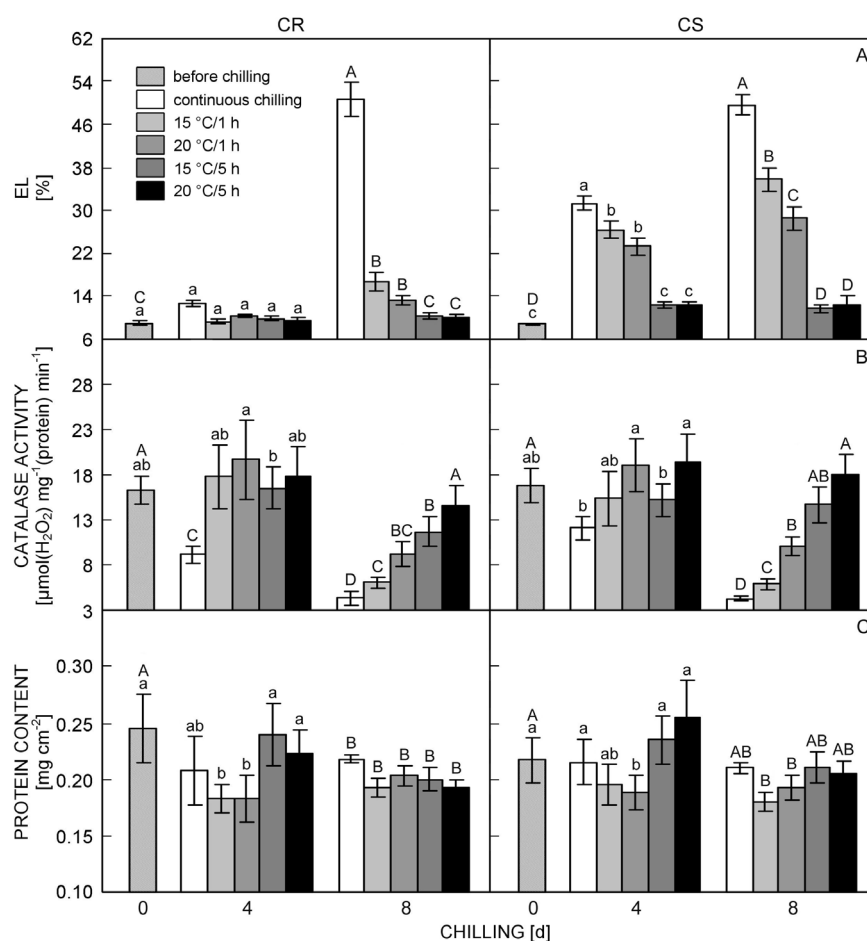 CR CS
62
54
46
38
30
22
14
6
EL
[%]
before chilling
continuous chilling
15 °C/1 h
20 °C/1 h
15 °C/5 h
20 °C/5 h
A
C
a
a a a a a
A
B
B
C C
D
c
a
b
b
c c
A
B
C
D D
B
28
23
18
13
8
3
CATALASE ACTIVITY
[µmol(H₂O₂) mg⁻¹(protein) min⁻¹]
A
ab
C
ab
a
b
ab
D
C
BC
B
A
A
ab
b
ab
a
b
a
D
C
B
AB
A
C
0.30
0.25
0.20
0.15
0.10
PROTEIN CONTENT
[mg cm⁻²]
A
a
ab
b b
a
a
B
B B B B
A
a
a
ab
b
a
a
AB
B B
AB AB
0 4 8 0 4 8
CHILLING [d]